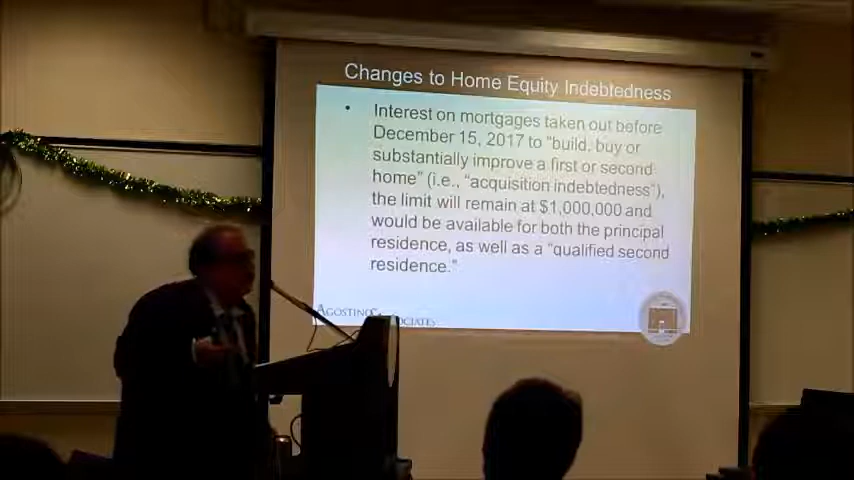 Changes to Home Equity Indebtedness
• Interest on mortgages taken out before
December 15, 2017 to "build, buy or
substantially improve a first or second
home" (i.e., "acquisition indebtedness"),
the limit will remain at $1,000,000 and
would be available for both the principal
residence, as well as a "qualified second
residence."